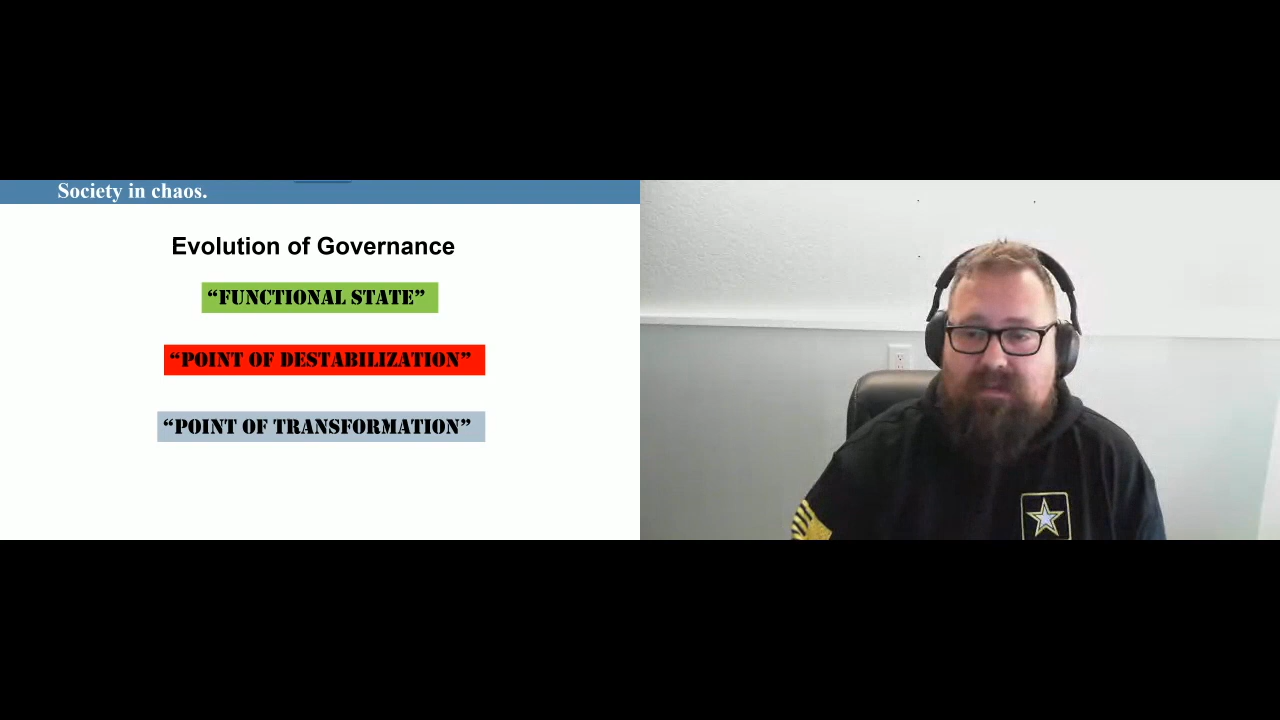 Society in chaos.
Evolution of Governance
“FUNCTIONAL STATE”
“POINT OF DESTABILIZATION”
“POINT OF TRANSFORMATION”